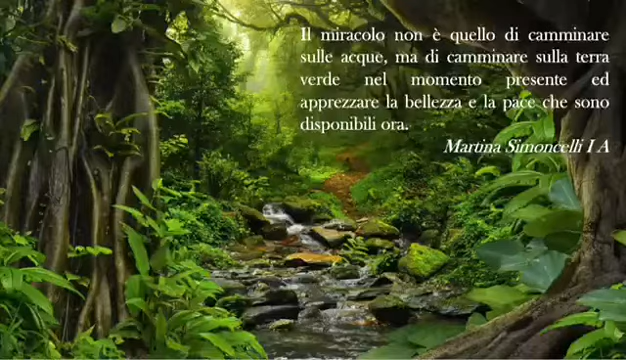 Il miracolo non è quello di camminare
sulle acque, ma di camminare sulla terra
verde nel momento presente ed
apprezzare la bellezza e la pace che sono
disponibili ora.
Martina Simoncelli I A